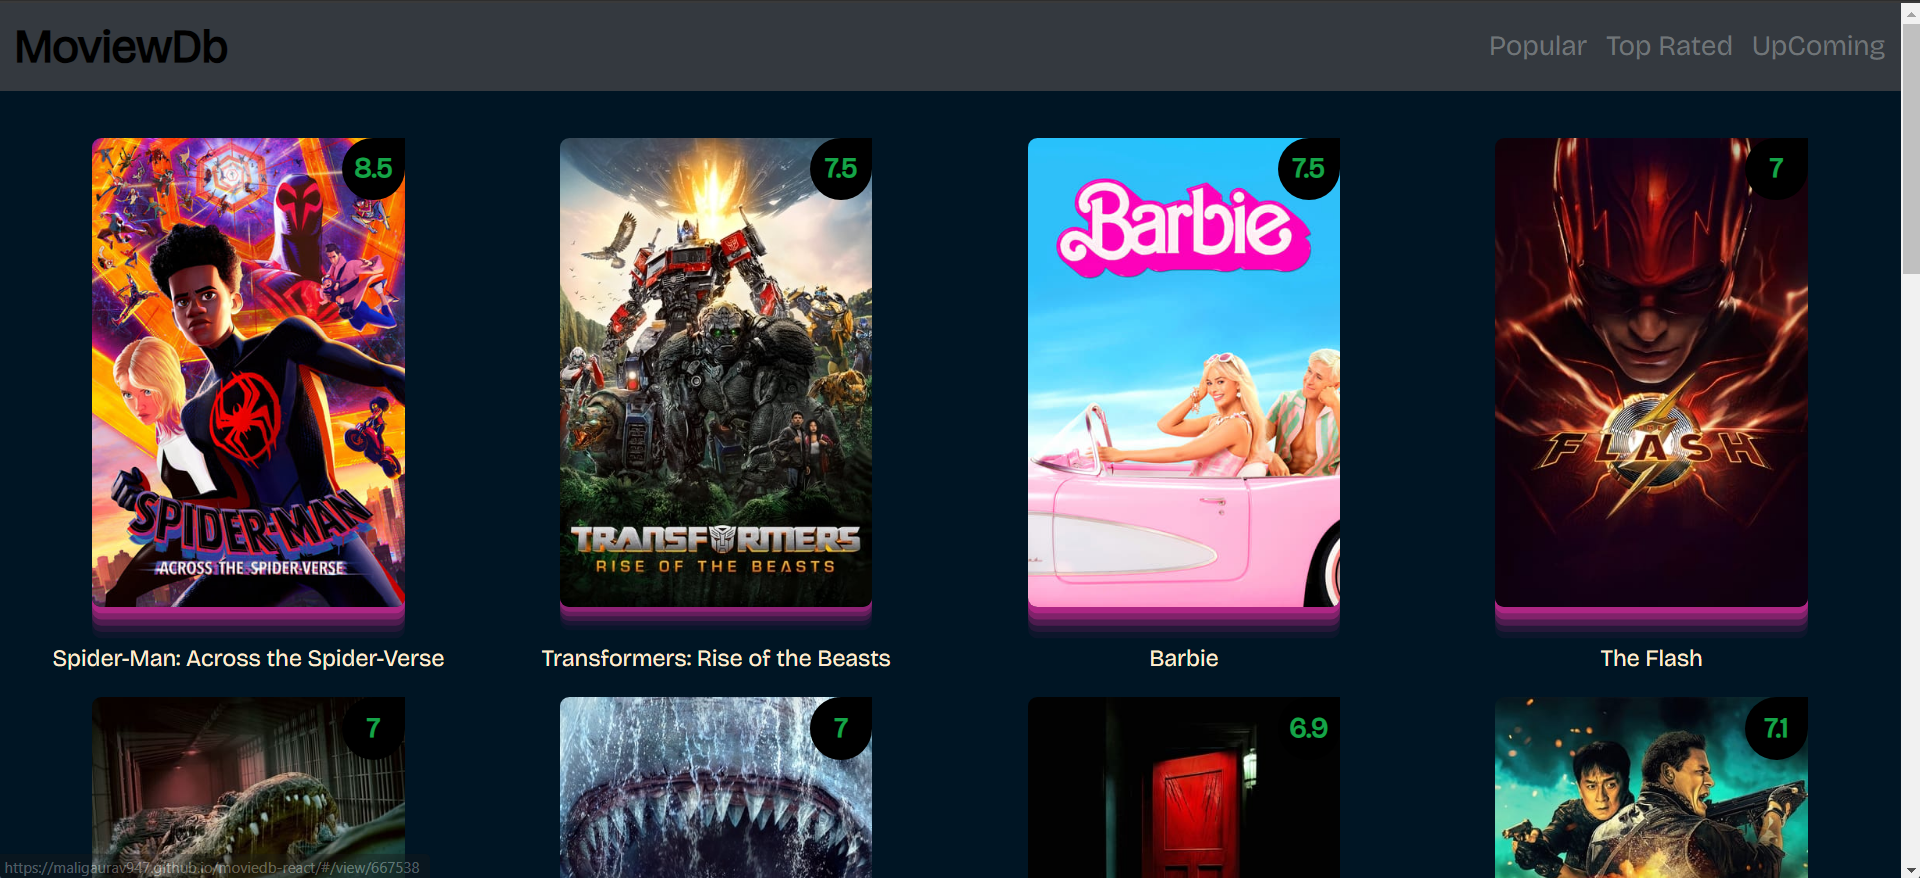 MoviewDb
Popular Top Rated UpComing
8.5
7.5
7.5
7
Barbie
FLASH
SPIDER-MAN
ACROSS THE SPIDER-VERSE
TRANSFORMERS
RISE OF THE BEASTS
Spider-Man: Across the Spider-Verse
Transformers: Rise of the Beasts
Barbie
The Flash
7
7
6.9
7.1
https://maligaurav947.github.io/moviedb-react/#/view/667538